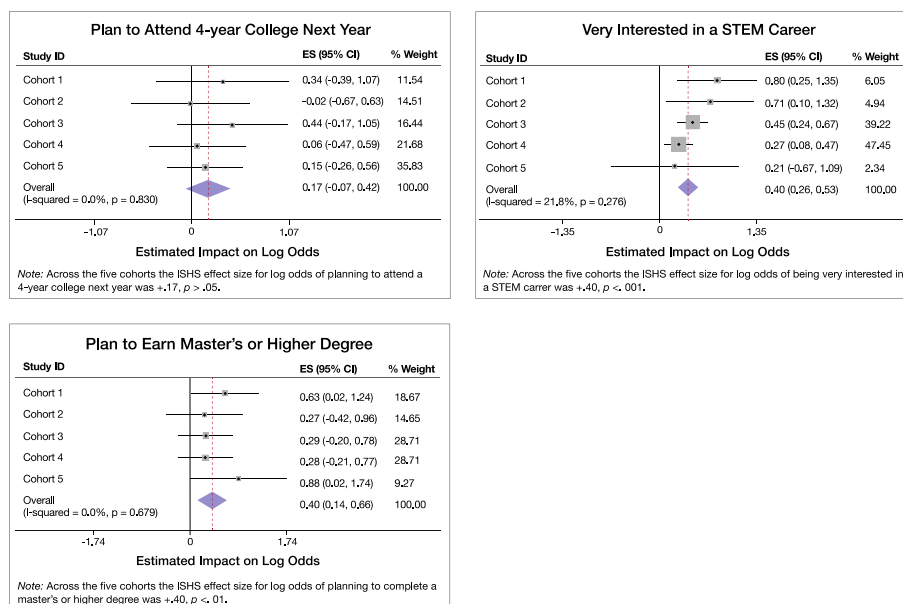 Plan to Attend 4-year College Next Year
Study ID ES (95% CI) % Weight
Cohort 1 0.34 (-0.39, 1.07) 11.54
Cohort 2 -0.02 (-0.67, 0.63) 14.51
Cohort 3 0.44 (-0.17, 1.05) 16.44
Cohort 4 0.06 (-0.47, 0.59) 21.68
Cohort 5 0.15 (-0.26, 0.56) 35.83
Overall 0.17 (-0.07, 0.42) 100.00
(I-squared = 0.0%, p = 0.830)
-1.07 0 1.07
Estimated Impact on Log Odds
Note: Across the five cohorts the ISHS effect size for log odds of planning to attend a
4-year college next year was +.17, p > .05.
Very Interested in a STEM Career
Study ID ES (95% CI) % Weight
Cohort 1 0.80 (0.25, 1.35) 6.05
Cohort 2 0.71 (0.10, 1.32) 4.94
Cohort 3 0.45 (0.24, 0.67) 39.22
Cohort 4 0.27 (0.08, 0.47) 47.45
Cohort 5 0.21 (-0.67, 1.09) 2.34
Overall 0.40 (0.26, 0.53) 100.00
(I-squared = 21.8%, p = 0.276)
-1.35 0 1.35
Estimated Impact on Log Odds
Note: Across the five cohorts the ISHS effect size for log odds of being very interested in
a STEM carrer was +.40, p <. 001.
Plan to Earn Master's or Higher Degree
Study ID ES (95% CI) % Weight
Cohort 1 0.63 (0.02, 1.24) 18.67
Cohort 2 0.27 (-0.42, 0.96) 14.65
Cohort 3 0.29 (-0.20, 0.78) 28.71
Cohort 4 0.28 (-0.21, 0.77) 28.71
Cohort 5 0.88 (0.02, 1.74) 9.27
Overall 0.40 (0.14, 0.66) 100.00
(I-squared = 0.0%, p = 0.679)
-1.74 0 1.74
Estimated Impact on Log Odds
Note: Across the five cohorts the ISHS effect size for log odds of planning to complete a
master's or higher degree was +.40, p <. 01.